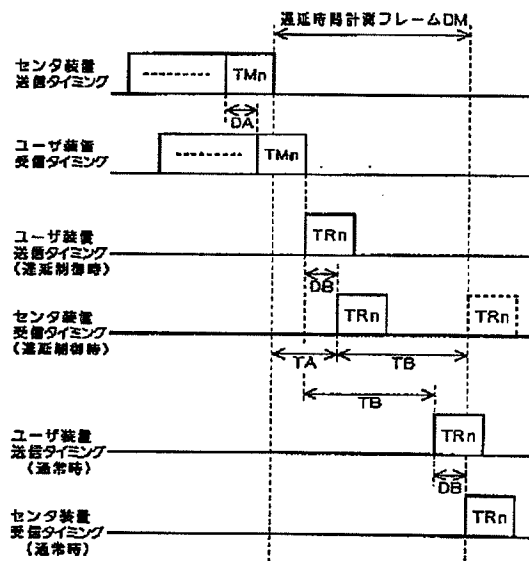 遅延時間計測フレームDM
センタ装置
送信タイミング
TMn
DA
ユーザ装置
受信タイミング
TMn
ユーザ装置
送信タイミング
(遅延制御時)
TRn
DB
センタ装置
受信タイミング
(遅延制御時)
TRn
TRn
TA
TB
TB
ユーザ装置
送信タイミング
(通常時)
TRn
DB
センタ装置
受信タイミング
(通常時)
TRn